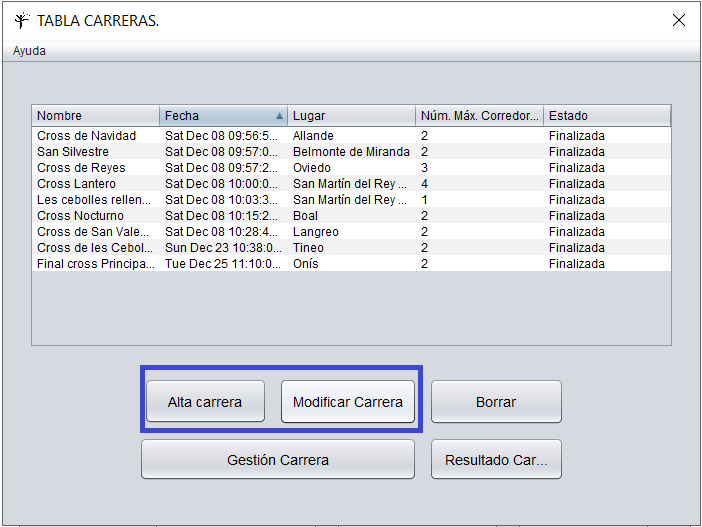 TABLA CARRERAS.
Ayuda
Nombre Fecha Lugar Núm. Máx. Corredor... Estado
Cross de Navidad Sat Dec 08 09:56:5... Allande 2 Finalizada
San Silvestre Sat Dec 08 09:57:0... Belmonte de Miranda 2 Finalizada
Cross de Reyes Sat Dec 08 09:57:2... Oviedo 3 Finalizada
Cross Lantero Sat Dec 08 10:00:0... San Martín del Rey ... 4 Finalizada
Les cebolles rellen... Sat Dec 08 10:03:3... San Martín del Rey ... 1 Finalizada
Cross Nocturno Sat Dec 08 10:15:2... Boal 2 Finalizada
Cross de San Vale... Sat Dec 08 10:28:4... Langreo 2 Finalizada
Cross de les Cebol... Sun Dec 23 10:38:0... Tineo 2 Finalizada
Final cross Principa... Tue Dec 25 11:10:0... Onís 2 Finalizada
Alta carrera Modificar Carrera Borrar
Gestión Carrera Resultado Car...